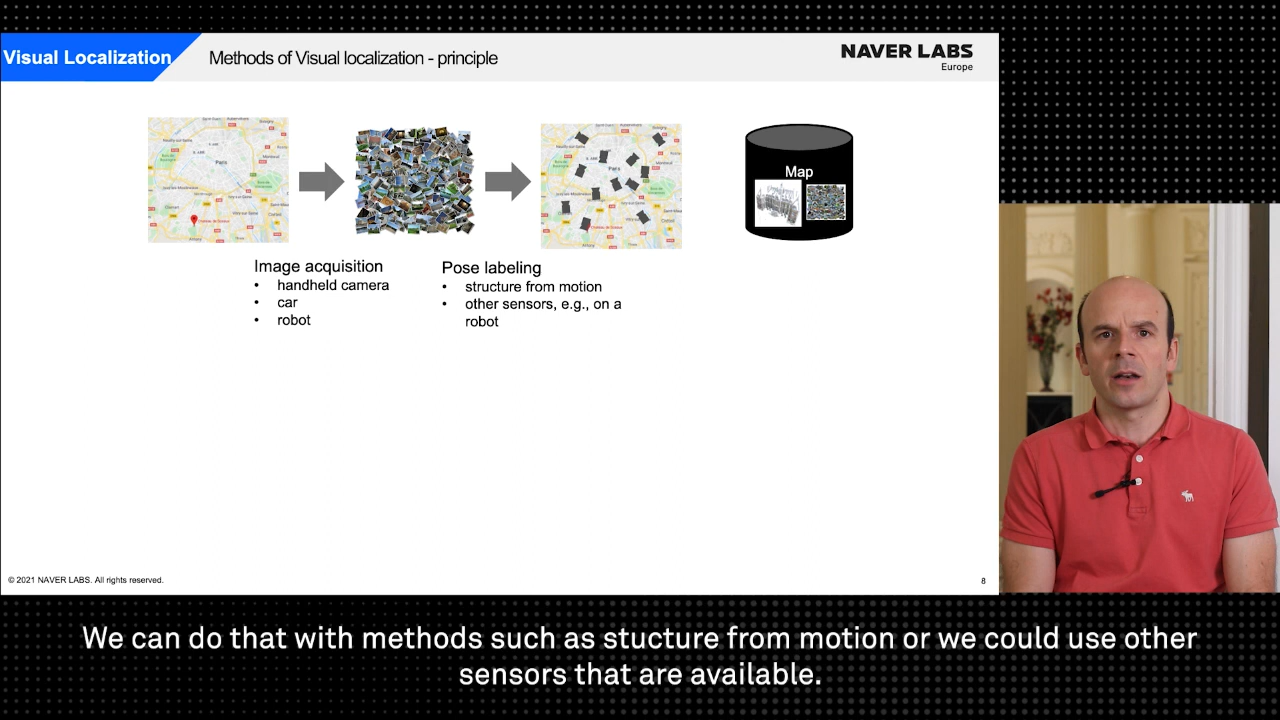 Visual Localization
Methods of Visual localization - principle
NAVER LABS
Europe
Paris
Map
Image acquisition
• handheld camera
• car
• robot
Pose labeling
• structure from motion
• other sensors, e.g., on a
robot
© 2021 NAVER LABS. All rights reserved.
8
We can do that with methods such as stucture from motion or we could use other
sensors that are available.